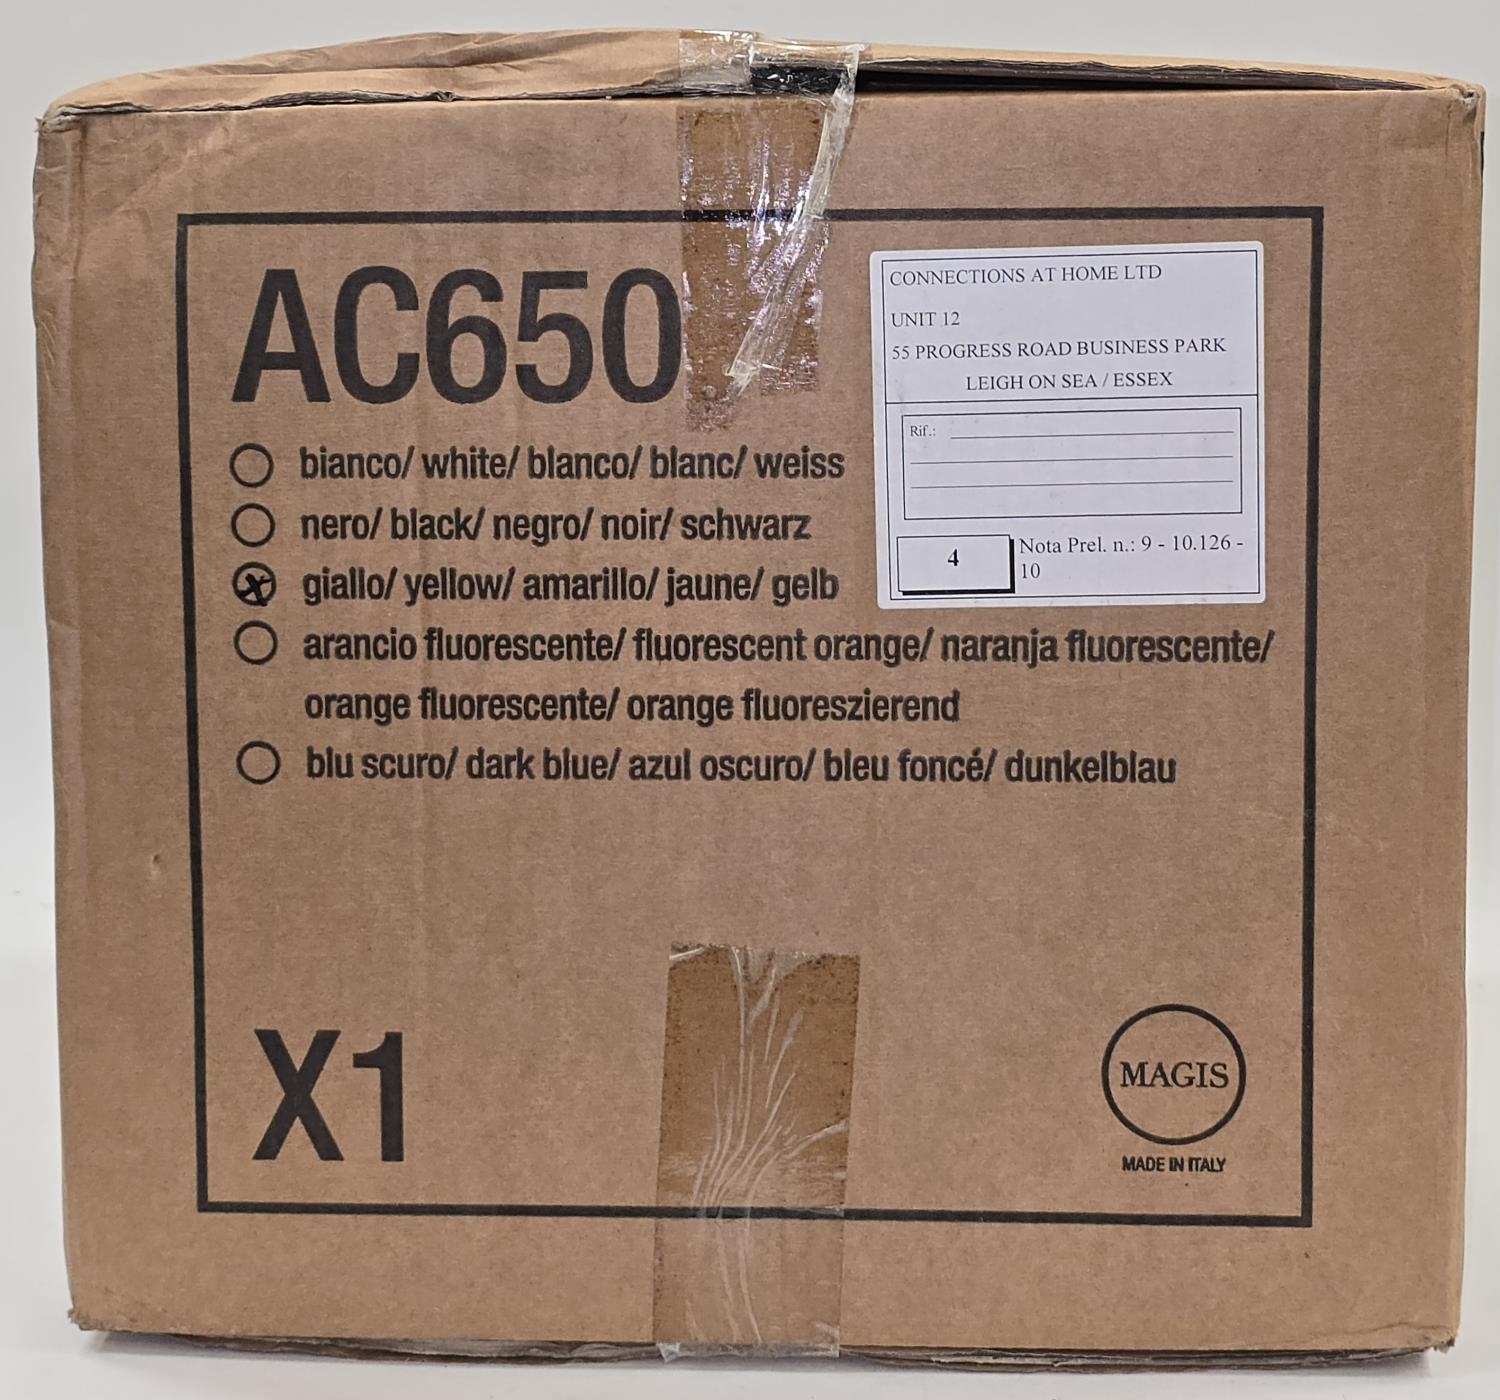 AC650
bianco/ white/ blanco/ blanc/ weiss
nero/ black/ negro/ noir/ schwarz
x giallo/ yellow/ amarillo/ jaune/ gelb
arancio fluorescente/ fluorescent orange/ naranja fluorescente/
orange fluorescente/ orange fluoreszierend
blu scuro/ dark blue/ azul oscuro/ bleu foncé/ dunkelblau
CONNECTIONS AT HOME LTD
UNIT 12
55 PROGRESS ROAD BUSINESS PARK
LEIGH ON SEA / ESSEX
Rif.:
4
Nota Prel. n.: 9 - 10.126 -
10
X1
MAGIS
MADE IN ITALY